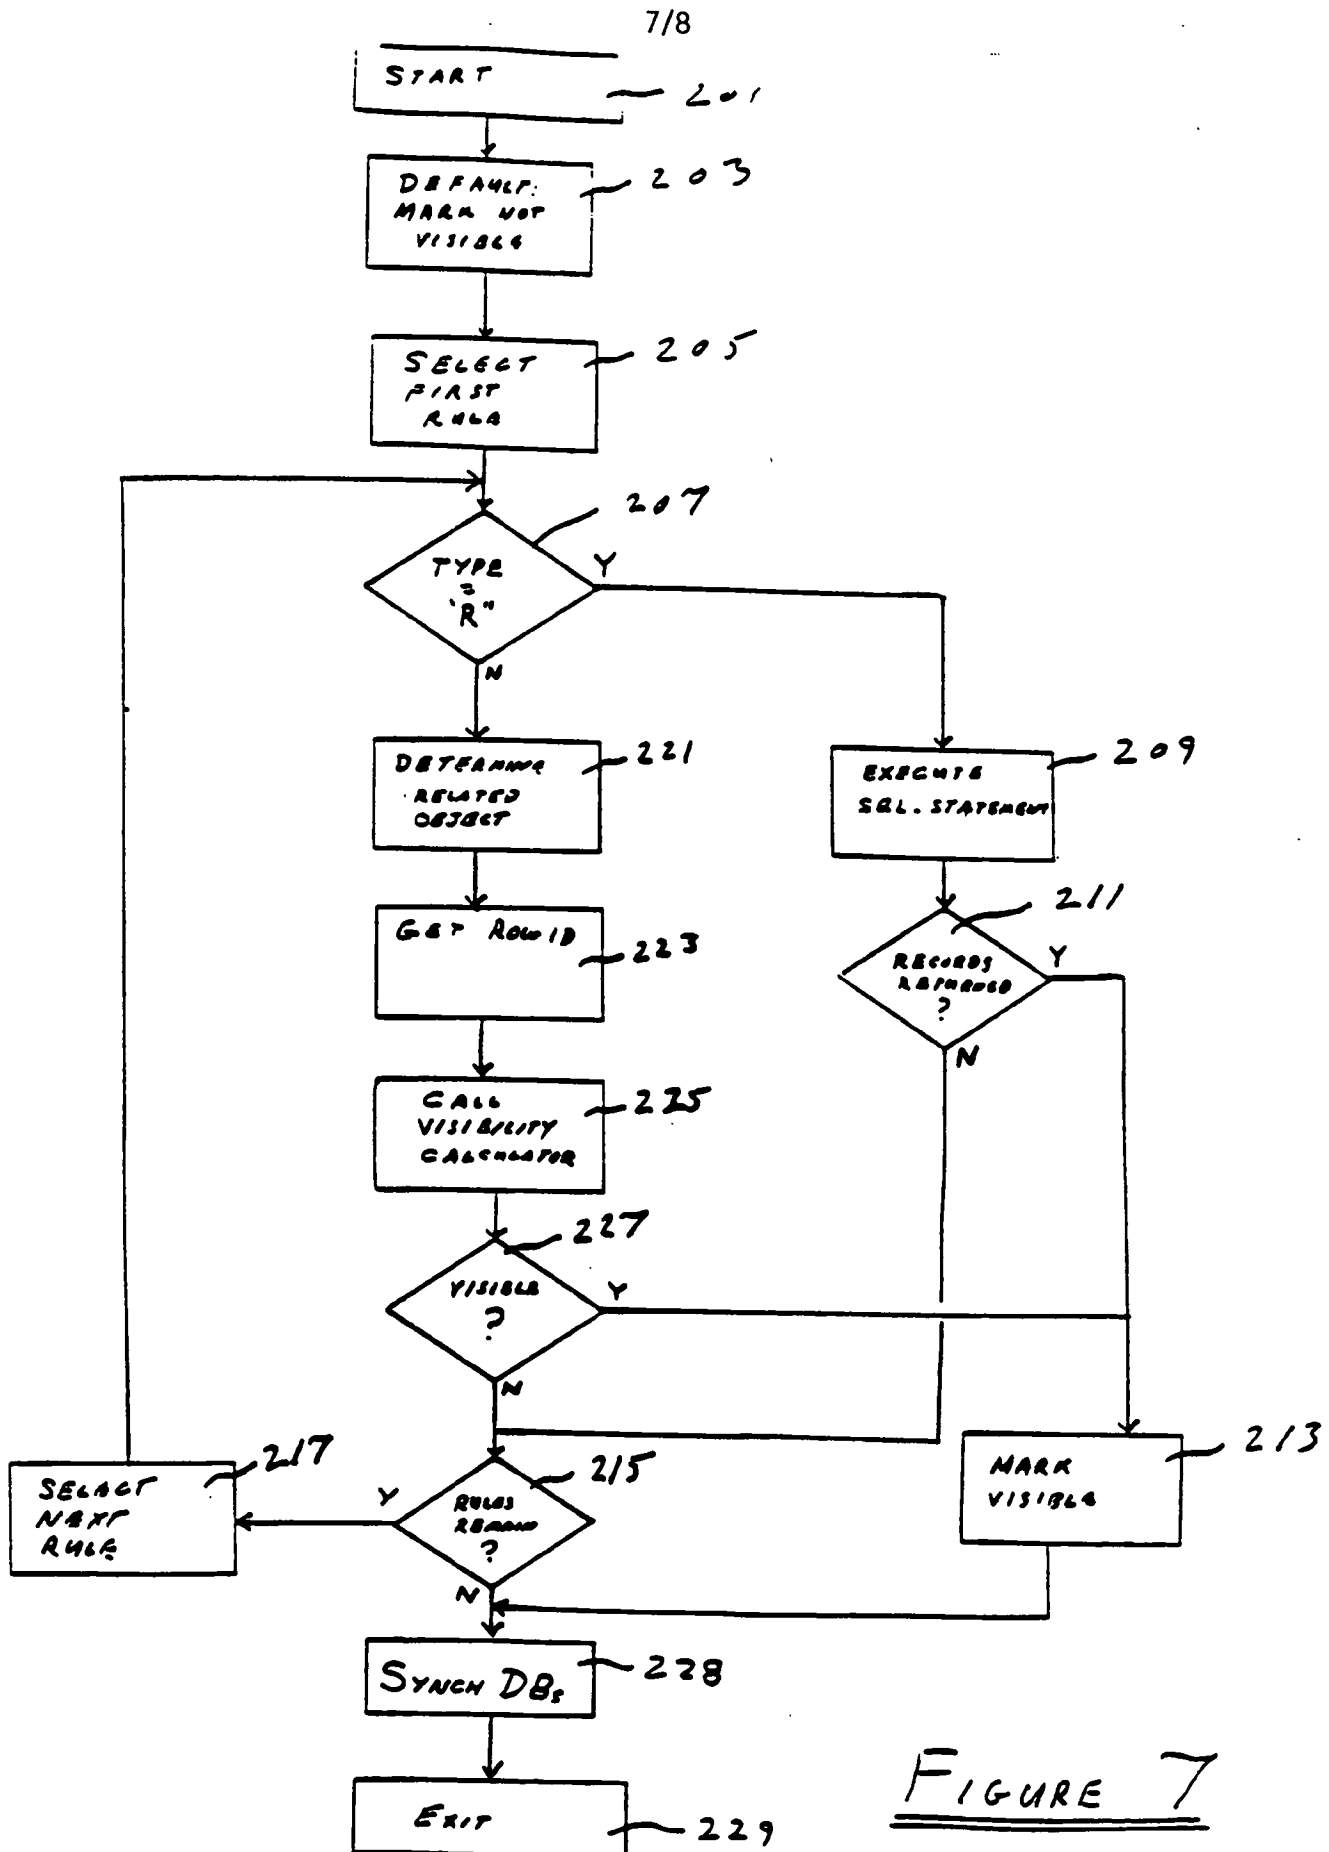 7/8
START
201
DEFAULT:
MARK NOT
VISIBLE
203
SELECT
FIRST
RULE
205
207
TYPE
=
"R"
Y
N
DETERMINE
RELATED
OBJECT
221
EXECUTE
SQL. STATEMENT
209
GET ROW ID
223
211
RECORDS
RETURNED
?
Y
N
CALL
VISIBILITY
CALCULATOR
225
227
VISIBLE
?
Y
N
SELECT
NEXT
RULE
217
215
RULES
REMAIN
?
Y
N
MARK
VISIBLE
213
SYNCH DBs
228
EXIT
229
FIGURE 7